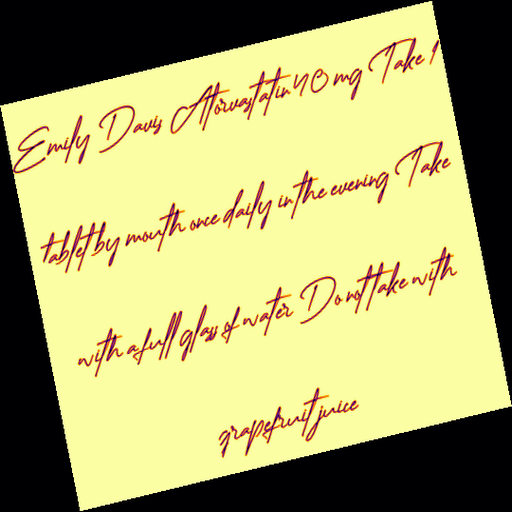 Emily Davis Atorvastatin 40 mg Take 1
tablet by mouth once daily in the evening Take
with a full glass of water Do not take with
grapefruit juice